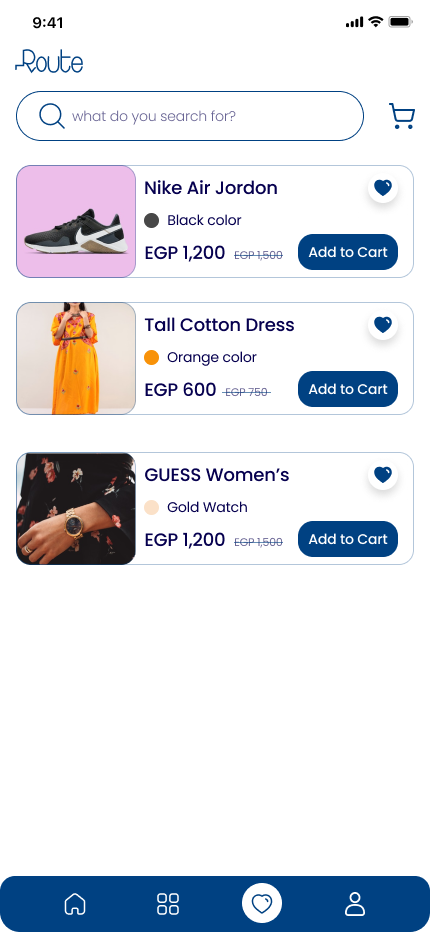 9:41
Route
what do you search for?
Nike Air Jordon
Black color
EGP 1,200 EGP 1,500 Add to Cart
Tall Cotton Dress
Orange color
EGP 600 EGP 750 Add to Cart
GUESS Women's
Gold Watch
EGP 1,200 EGP 1,500 Add to Cart